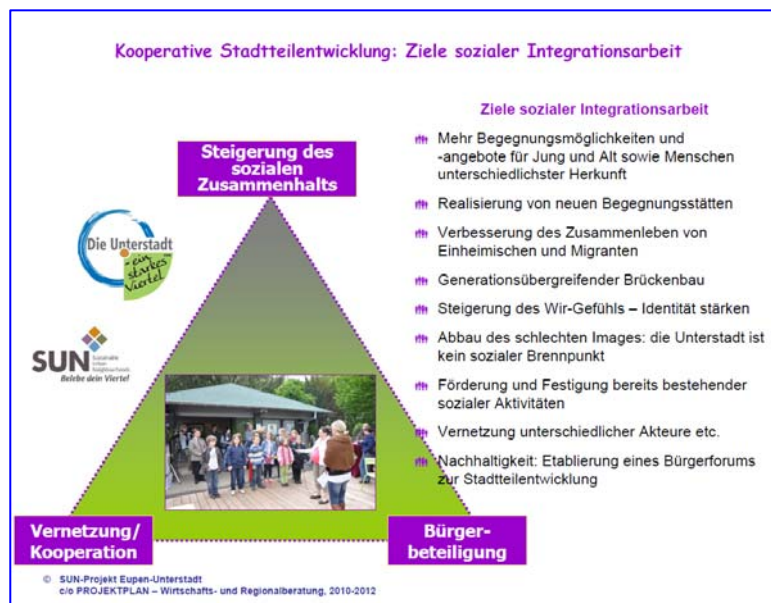 Kooperative Stadtteilentwicklung: Ziele sozialer Integrationsarbeit
Ziele sozialer Integrationsarbeit
Mehr Begegnungsmöglichkeiten und
-angebote für Jung und Alt sowie Menschen
unterschiedlichster Herkunft
Realisierung von neuen Begegnungsstätten
Verbesserung des Zusammenleben von
Einheimischen und Migranten
Generationsübergreifender Brückenbau
Steigerung des Wir-Gefühls – Identität stärken
Abbau des schlechten Images: die Unterstadt ist
kein sozialer Brennpunkt
Förderung und Festigung bereits bestehender
sozialer Aktivitäten
Vernetzung unterschiedlicher Akteure etc.
Nachhaltigkeit: Etablierung eines Bürgerforums
zur Stadtteilentwicklung
Steigerung des
sozialen
Zusammenhalts
Die Unterstadt
- ein
starkes
Viertel
SUN
Sustainable
Urban
Neighbourhoods
Belebe dein Viertel
Vernetzung/
Kooperation
Bürger-
beteiligung
© SUN-Projekt Eupen-Unterstadt
c/o PROJEKTPLAN – Wirtschafts- und Regionalberatung, 2010-2012